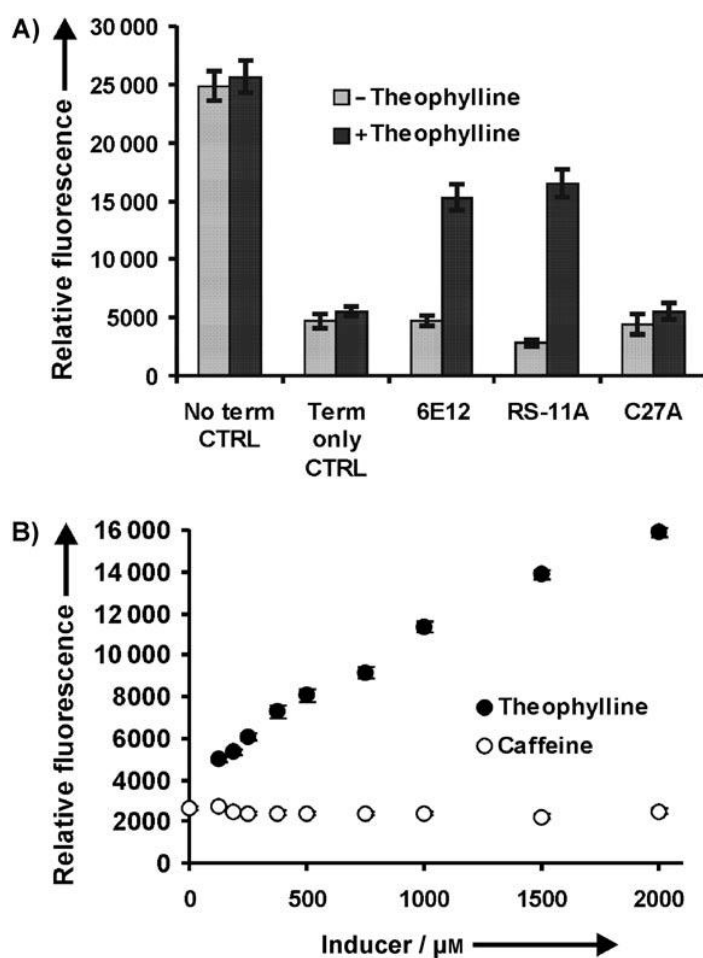 A)
Relative fluorescence
30 000
25 000
20 000
15 000
10 000
5000
0
– Theophylline
+ Theophylline
No term
CTRL
Term
only
CTRL
6E12
RS-11A
C27A
B)
Relative fluorescence
16 000
14 000
12 000
10 000
8000
6000
4000
2000
0
Theophylline
Caffeine
0
500
1000
1500
2000
Inducer / µM